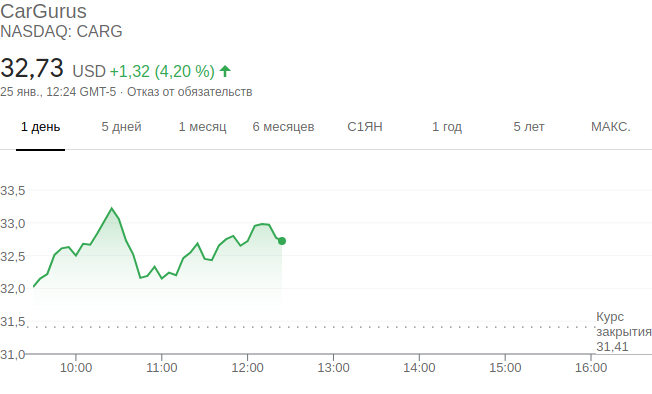 CarGurus
NASDAQ: CARG
32,73 USD +1,32 (4,20 %)
25 янв., 12:24 GMT-5 · Отказ от обязательств
1 день 5 дней 1 месяц 6 месяцев С1ЯН 1 год 5 лет МАКС.
33,5
33,0
32,5
32,0
31,5
Курс
закрытия
31,41
31,0
10:00 11:00 12:00 13:00 14:00 15:00 16:00